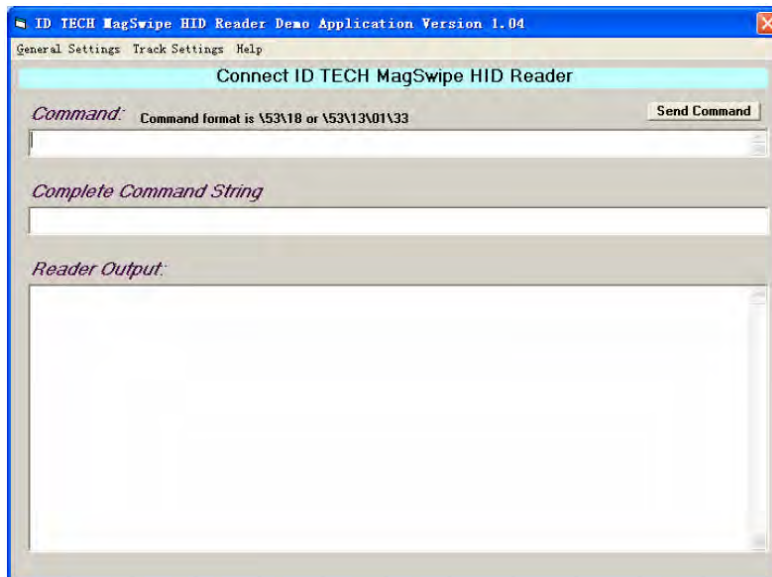 ID TECH MagSwipe HID Reader Demo Application Version 1.04
General Settings Track Settings Help
Connect ID TECH MagSwipe HID Reader
Command: Command format is \53\18 or \53\13\01\33 Send Command
Complete Command String
Reader Output: